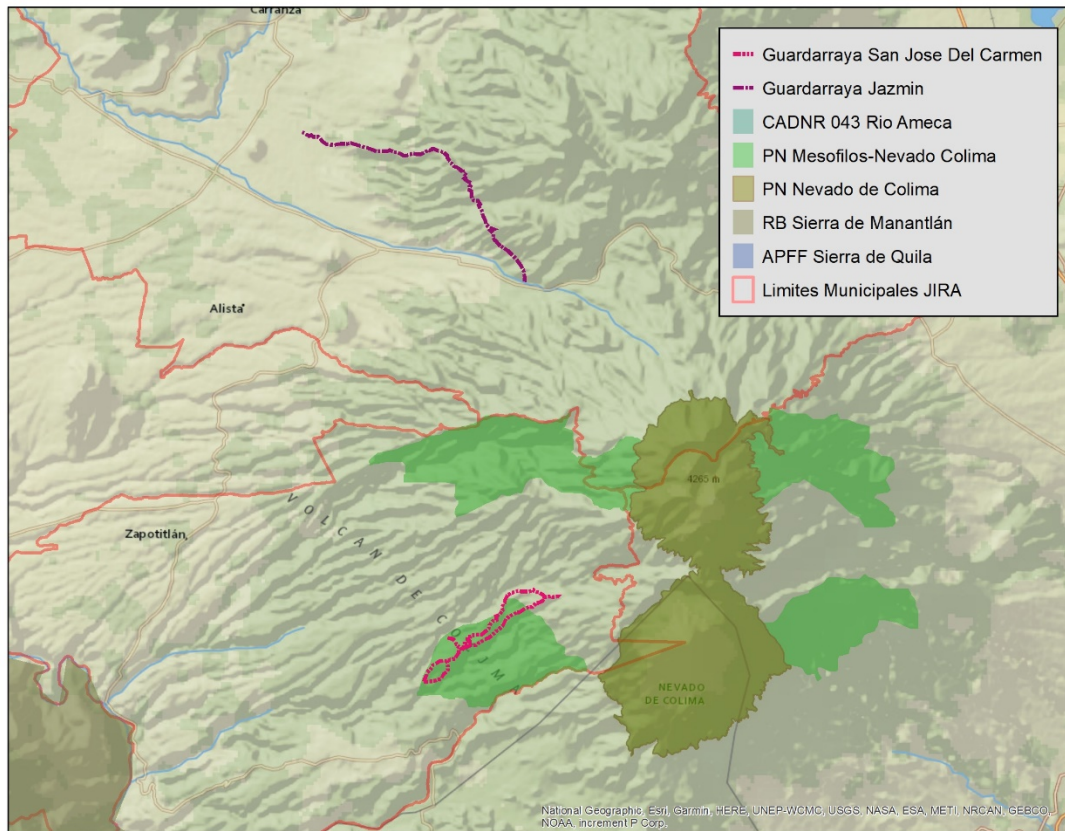 Carranza
Guardarraya San Jose Del Carmen
Guardarraya Jazmin
CADNR 043 Rio Ameca
PN Mesofilos-Nevado Colima
PN Nevado de Colima
RB Sierra de Manantlán
APFF Sierra de Quila
Limites Municipales JIRA
Alista
4265 m
Zapotitlán
VOLCAN DE COLIMA
NEVADO
DE COLIMA
National Geographic, Esri, Garmin, HERE, UNEP-WCMC, USGS, NASA, ESA, METI, NRCAN, GEBCO,
NOAA, increment P Corp.